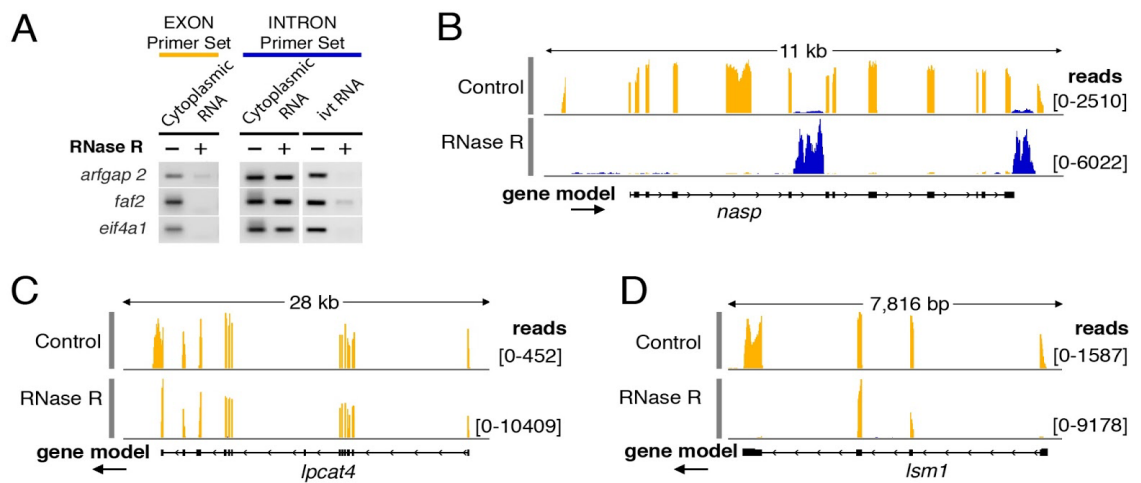 A
EXON
Primer Set
INTRON
Primer Set
Cytoplasmic
RNA
Cytoplasmic
RNA
ivt RNA
RNase R − + − + − +
arfgap 2
faf2
eif4a1
B
11 kb
Control
reads
[0-2510]
RNase R
[0-6022]
gene model
nasp
C
28 kb
Control
reads
[0-452]
RNase R
[0-10409]
gene model
lpcat4
D
7,816 bp
Control
reads
[0-1587]
RNase R
[0-9178]
gene model
lsm1